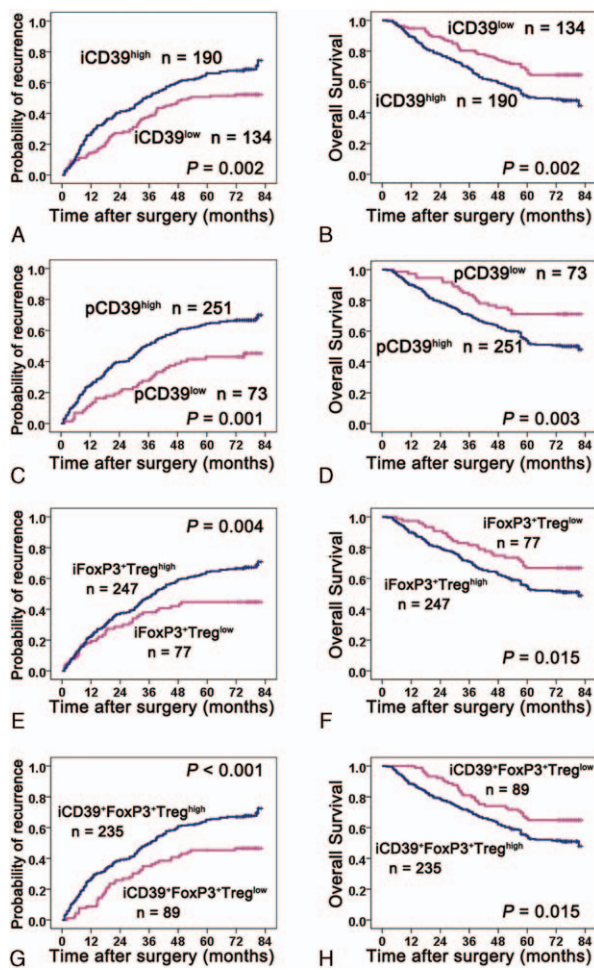 Probability of recurrence
1.0
0.8
0.6
0.4
0.2
0.0
iCD39high n = 190
iCD39low n = 134
P = 0.002
0 12 24 36 48 60 72 84
Time after surgery (months)
A
Overall Survival
1.0
0.8
0.6
0.4
0.2
0.0
iCD39low n = 134
iCD39high n = 190
P = 0.002
0 12 24 36 48 60 72 84
Time after surgery (months)
B
Probability of recurrence
1.0
0.8
0.6
0.4
0.2
0.0
pCD39high n = 251
pCD39low n = 73
P = 0.001
0 12 24 36 48 60 72 84
Time after surgery (months)
C
Overall Survival
1.0
0.8
0.6
0.4
0.2
0.0
pCD39low n = 73
pCD39high n = 251
P = 0.003
0 12 24 36 48 60 72 84
Time after surgery (months)
D
Probability of recurrence
1.0
0.8
0.6
0.4
0.2
0.0
P = 0.004
iFoxP3+Treghigh
n = 247
iFoxP3+Treglow
n = 77
0 12 24 36 48 60 72 84
Time after surgery (months)
E
Overall Survival
1.0
0.8
0.6
0.4
0.2
0.0
iFoxP3+Treglow
n = 77
iFoxP3+Treghigh
n = 247
P = 0.015
0 12 24 36 48 60 72 84
Time after surgery (months)
F
Probability of recurrence
1.0
0.8
0.6
0.4
0.2
0.0
P < 0.001
iCD39+FoxP3+Treghigh
n = 235
iCD39+FoxP3+Treglow
n = 89
0 12 24 36 48 60 72 84
Time after surgery (months)
G
Overall Survival
1.0
0.8
0.6
0.4
0.2
0.0
iCD39+FoxP3+Treglow
n = 89
iCD39+FoxP3+Treghigh
n = 235
P = 0.015
0 12 24 36 48 60 72 84
Time after surgery (months)
H